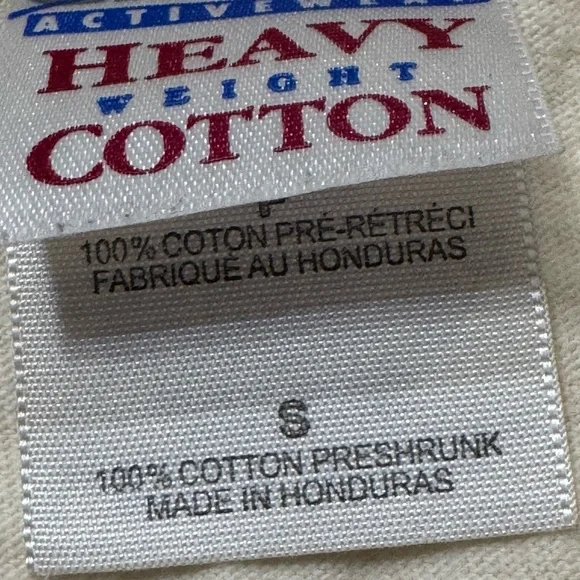 ACTIVEWEAR
HEAVY
WEIGHT
COTTON
P
100% COTON PRÉ-RÉTRÉCI
FABRIQUÉ AU HONDURAS
S
100% COTTON PRESHRUNK
MADE IN HONDURAS